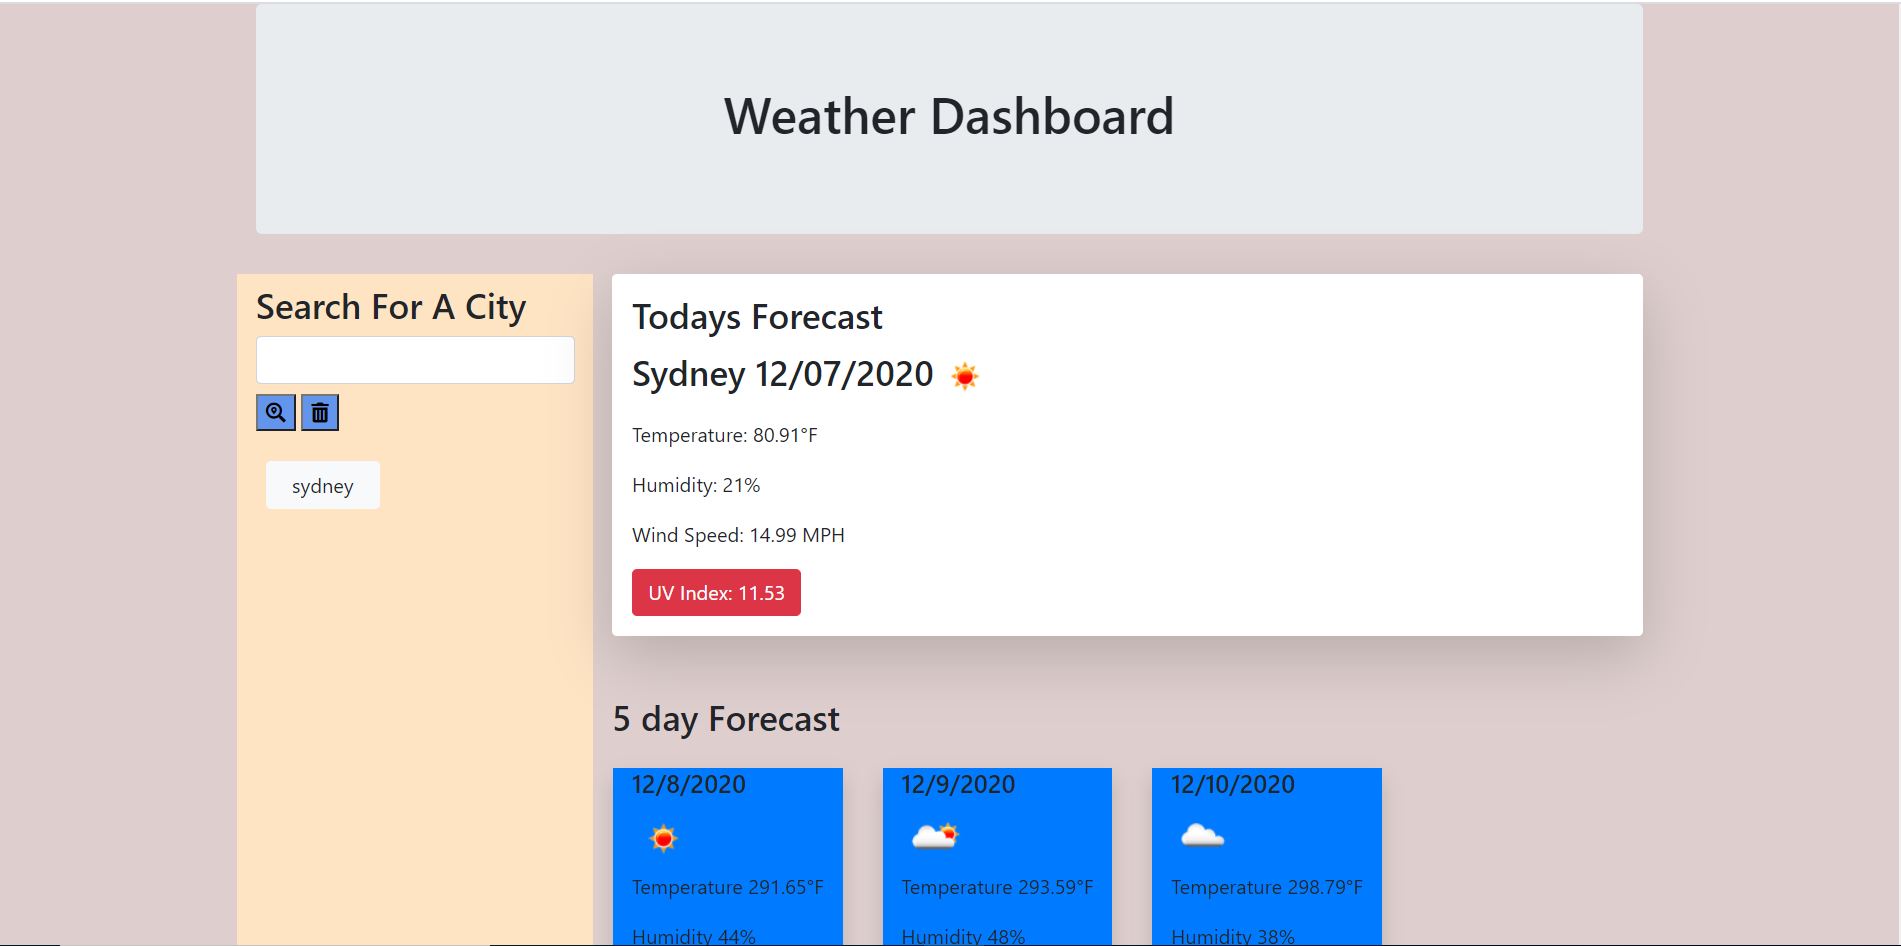 Weather Dashboard
Search For A City
sydney
Todays Forecast
Sydney 12/07/2020
Temperature: 80.91°F
Humidity: 21%
Wind Speed: 14.99 MPH
UV Index: 11.53
5 day Forecast
12/8/2020
Temperature 291.65°F
Humidity 44%
12/9/2020
Temperature 293.59°F
Humidity 48%
12/10/2020
Temperature 298.79°F
Humidity 38%